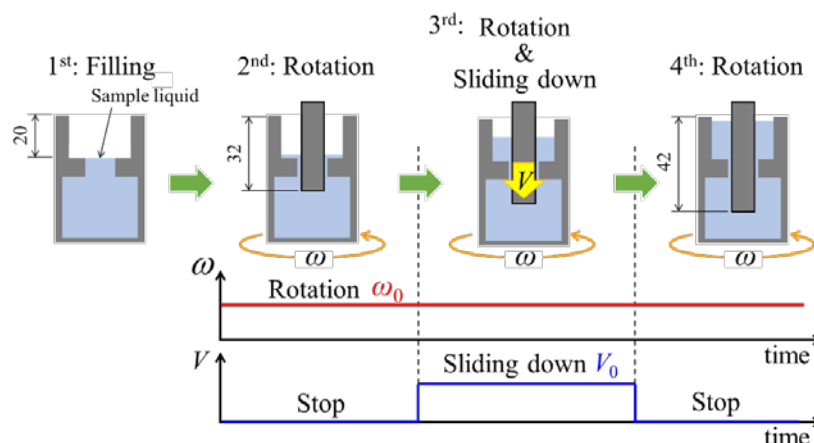 1st: Filling
Sample liquid
20
2nd: Rotation
32
ω
3rd: Rotation
&
Sliding down
V
ω
4th: Rotation
42
ω
ω
Rotation ω0
time
V
Sliding down V0
Stop
Stop
time